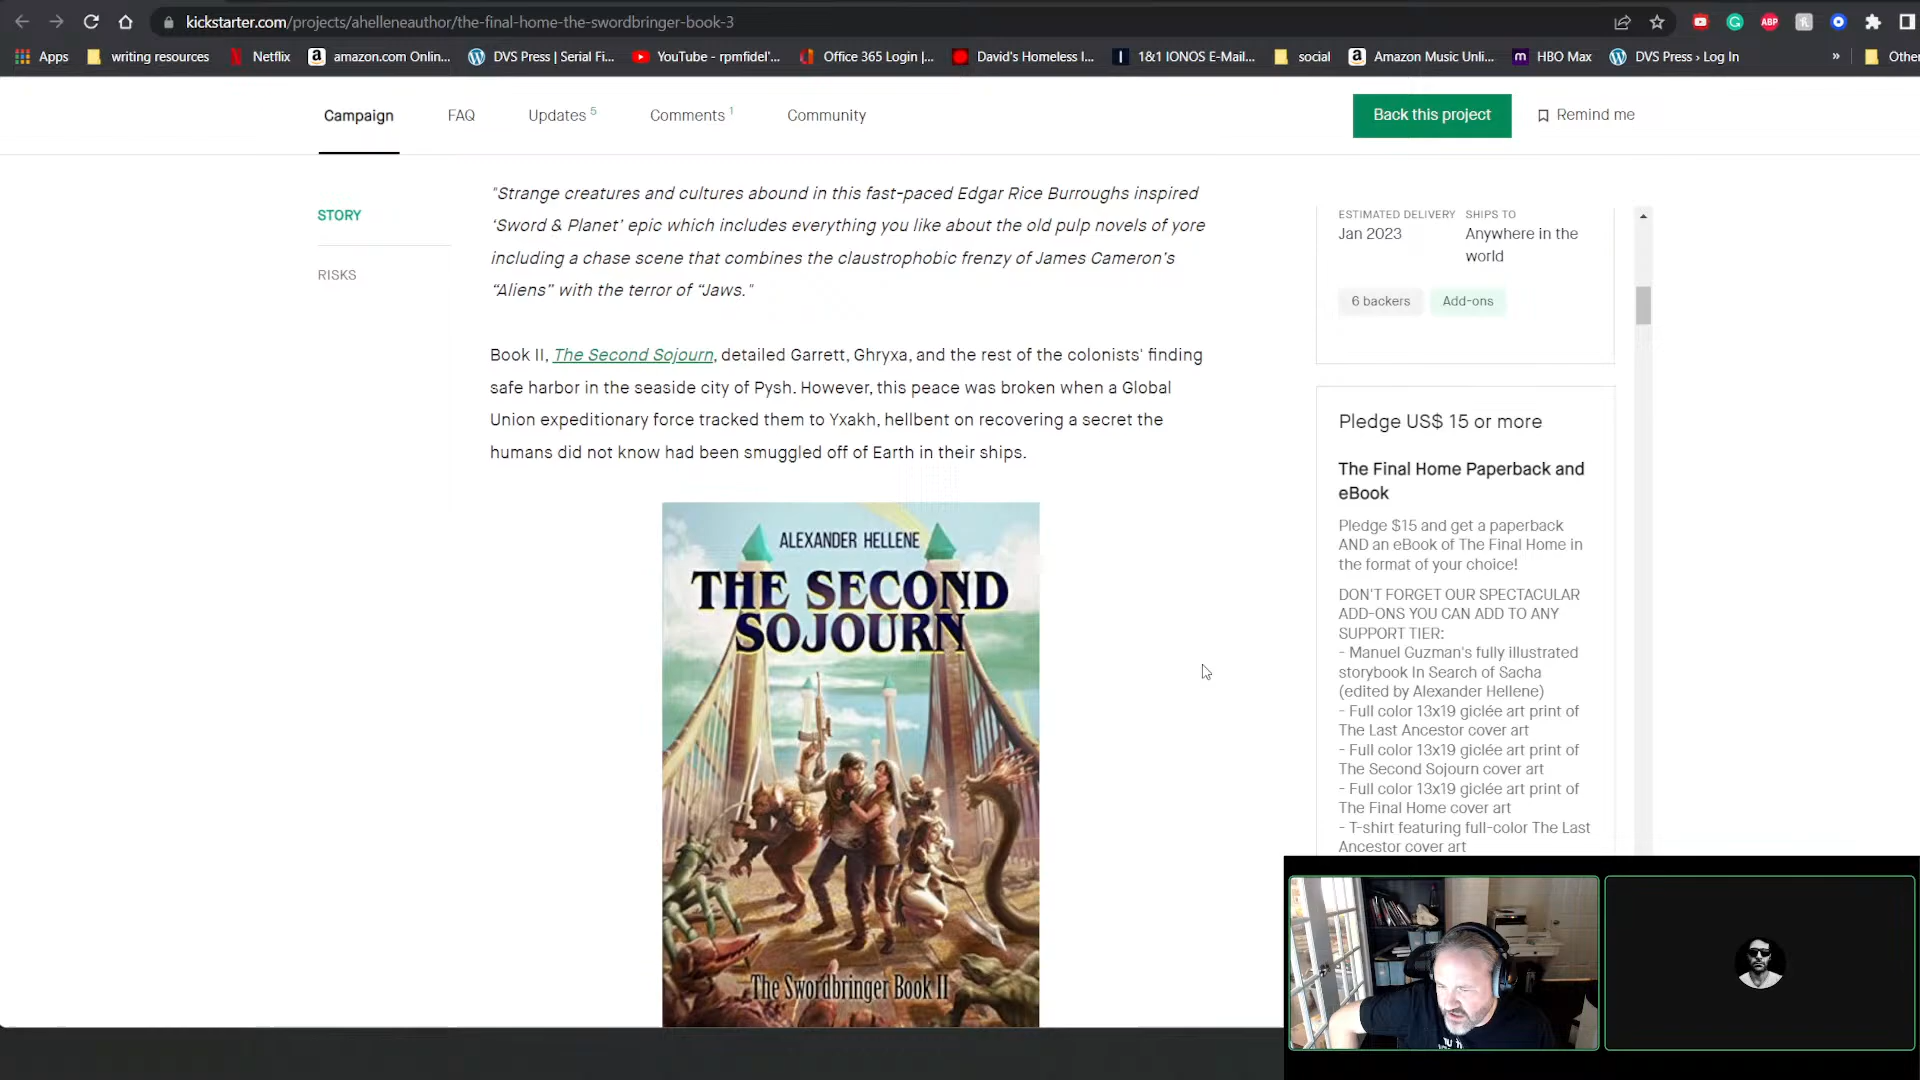 kickstarter.com/projects/ahelleneauthor/the-final-home-the-swordbringer-book-3
Apps
writing resources
Netflix
amazon.com Onlin...
DVS Press | Serial Fi...
YouTube - rpmfidel'...
Office 365 Login |...
David's Homeless I...
1&1 IONOS E-Mail...
social
Amazon Music Unli...
HBO Max
DVS Press › Log In
»
Other
Campaign
FAQ
Updates 5
Comments 1
Community
Back this project
Remind me
STORY
RISKS
"Strange creatures and cultures abound in this fast-paced Edgar Rice Burroughs inspired
‘Sword & Planet’ epic which includes everything you like about the old pulp novels of yore
including a chase scene that combines the claustrophobic frenzy of James Cameron’s
“Aliens” with the terror of “Jaws."
Book II, The Second Sojourn, detailed Garrett, Ghryxa, and the rest of the colonists' finding
safe harbor in the seaside city of Pysh. However, this peace was broken when a Global
Union expeditionary force tracked them to Yxakh, hellbent on recovering a secret the
humans did not know had been smuggled off of Earth in their ships.
ALEXANDER HELLENE
THE SECOND
SOJOURN
The Swordbringer Book II
ESTIMATED DELIVERY
Jan 2023
SHIPS TO
Anywhere in the
world
6 backers
Add-ons
Pledge US$ 15 or more
The Final Home Paperback and
eBook
Pledge $15 and get a paperback
AND an eBook of The Final Home in
the format of your choice!
DON'T FORGET OUR SPECTACULAR
ADD-ONS YOU CAN ADD TO ANY
SUPPORT TIER:
- Manuel Guzman's fully illustrated
storybook In Search of Sacha
(edited by Alexander Hellene)
- Full color 13x19 giclée art print of
The Last Ancestor cover art
- Full color 13x19 giclée art print of
The Second Sojourn cover art
- Full color 13x19 giclée art print of
The Final Home cover art
- T-shirt featuring full-color The Last
Ancestor cover art
ABP